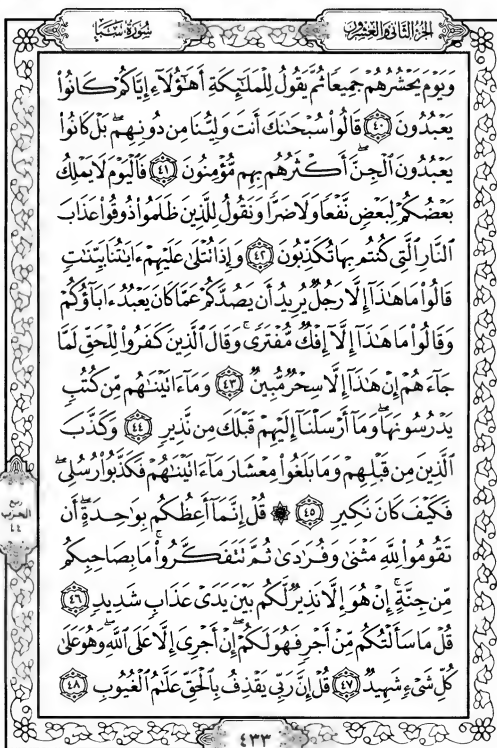 الجزء الثاني والعشرون
سورة سبإ
وَيَوْمَ يَحْشُرُهُمْ جَمِيعًا ثُمَّ يَقُولُ لِلْمَلَٰٓئِكَةِ أَهَٰٓؤُلَآءِ إِيَّاكُمْ كَانُوا۟
يَعْبُدُونَ ﴿٤٠﴾ قَالُوا۟ سُبْحَٰنَكَ أَنتَ وَلِيُّنَا مِن دُونِهِم ۖ بَلْ كَانُوا۟
يَعْبُدُونَ ٱلْجِنَّ ۖ أَكْثَرُهُم بِهِم مُّؤْمِنُونَ ﴿٤١﴾ فَٱلْيَوْمَ لَا يَمْلِكُ
بَعْضُكُمْ لِبَعْضٍ نَّفْعًا وَلَا ضَرًّا وَنَقُولُ لِلَّذِينَ ظَلَمُوا۟ ذُوقُوا۟ عَذَابَ
ٱلنَّارِ ٱلَّتِى كُنتُم بِهَا تُكَذِّبُونَ ﴿٤٢﴾ وَإِذَا تُتْلَىٰ عَلَيْهِمْ ءَايَٰتُنَا بَيِّنَٰتٍ
قَالُوا۟ مَا هَٰذَآ إِلَّا رَجُلٌ يُرِيدُ أَن يَصُدَّكُمْ عَمَّا كَانَ يَعْبُدُ ءَابَآؤُكُمْ
وَقَالُوا۟ مَا هَٰذَآ إِلَّآ إِفْكٌ مُّفْتَرًى ۚ وَقَالَ ٱلَّذِينَ كَفَرُوا۟ لِلْحَقِّ لَمَّا
جَآءَهُمْ إِنْ هَٰذَآ إِلَّا سِحْرٌ مُّبِينٌ ﴿٤٣﴾ وَمَآ ءَاتَيْنَٰهُم مِّن كُتُبٍ
يَدْرُسُونَهَا ۖ وَمَآ أَرْسَلْنَآ إِلَيْهِمْ قَبْلَكَ مِن نَّذِيرٍ ﴿٤٤﴾ وَكَذَّبَ
ٱلَّذِينَ مِن قَبْلِهِمْ وَمَا بَلَغُوا۟ مِعْشَارَ مَآ ءَاتَيْنَٰهُمْ فَكَذَّبُوا۟ رُسُلِى ۖ
فَكَيْفَ كَانَ نَكِيرِ ﴿٤٥﴾ ۞ قُلْ إِنَّمَآ أَعِظُكُم بِوَٰحِدَةٍ ۖ أَن
تَقُومُوا۟ لِلَّهِ مَثْنَىٰ وَفُرَٰدَىٰ ثُمَّ تَتَفَكَّرُوا۟ ۚ مَا بِصَاحِبِكُم
مِّن جِنَّةٍ ۚ إِنْ هُوَ إِلَّا نَذِيرٌ لَّكُم بَيْنَ يَدَىْ عَذَابٍ شَدِيدٍ ﴿٤٦﴾
قُلْ مَا سَأَلْتُكُم مِّنْ أَجْرٍ فَهُوَ لَكُمْ ۖ إِنْ أَجْرِىَ إِلَّا عَلَى ٱللَّهِ ۖ وَهُوَ عَلَىٰ
كُلِّ شَىْءٍ شَهِيدٌ ﴿٤٧﴾ قُلْ إِنَّ رَبِّى يَقْذِفُ بِٱلْحَقِّ عَلَّٰمُ ٱلْغُيُوبِ ﴿٤٨﴾
ربع
الحزب
٤٤
٤٣٣